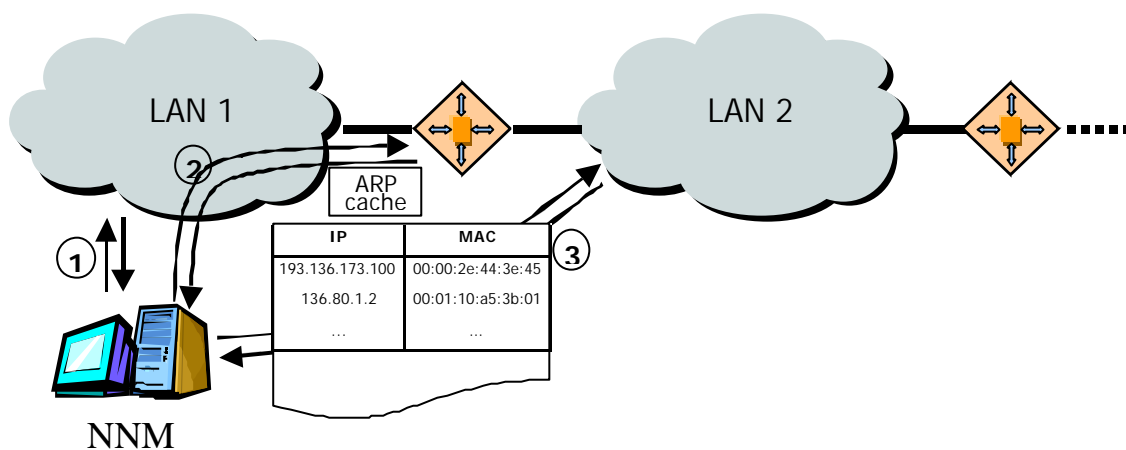 LAN 1
LAN 2
2
ARP
cache
1
3
IP MAC
193.136.173.100 00:00:2e:44:3e:45
136.80.1.2 00:01:10:a5:3b:01
... ...
NNM